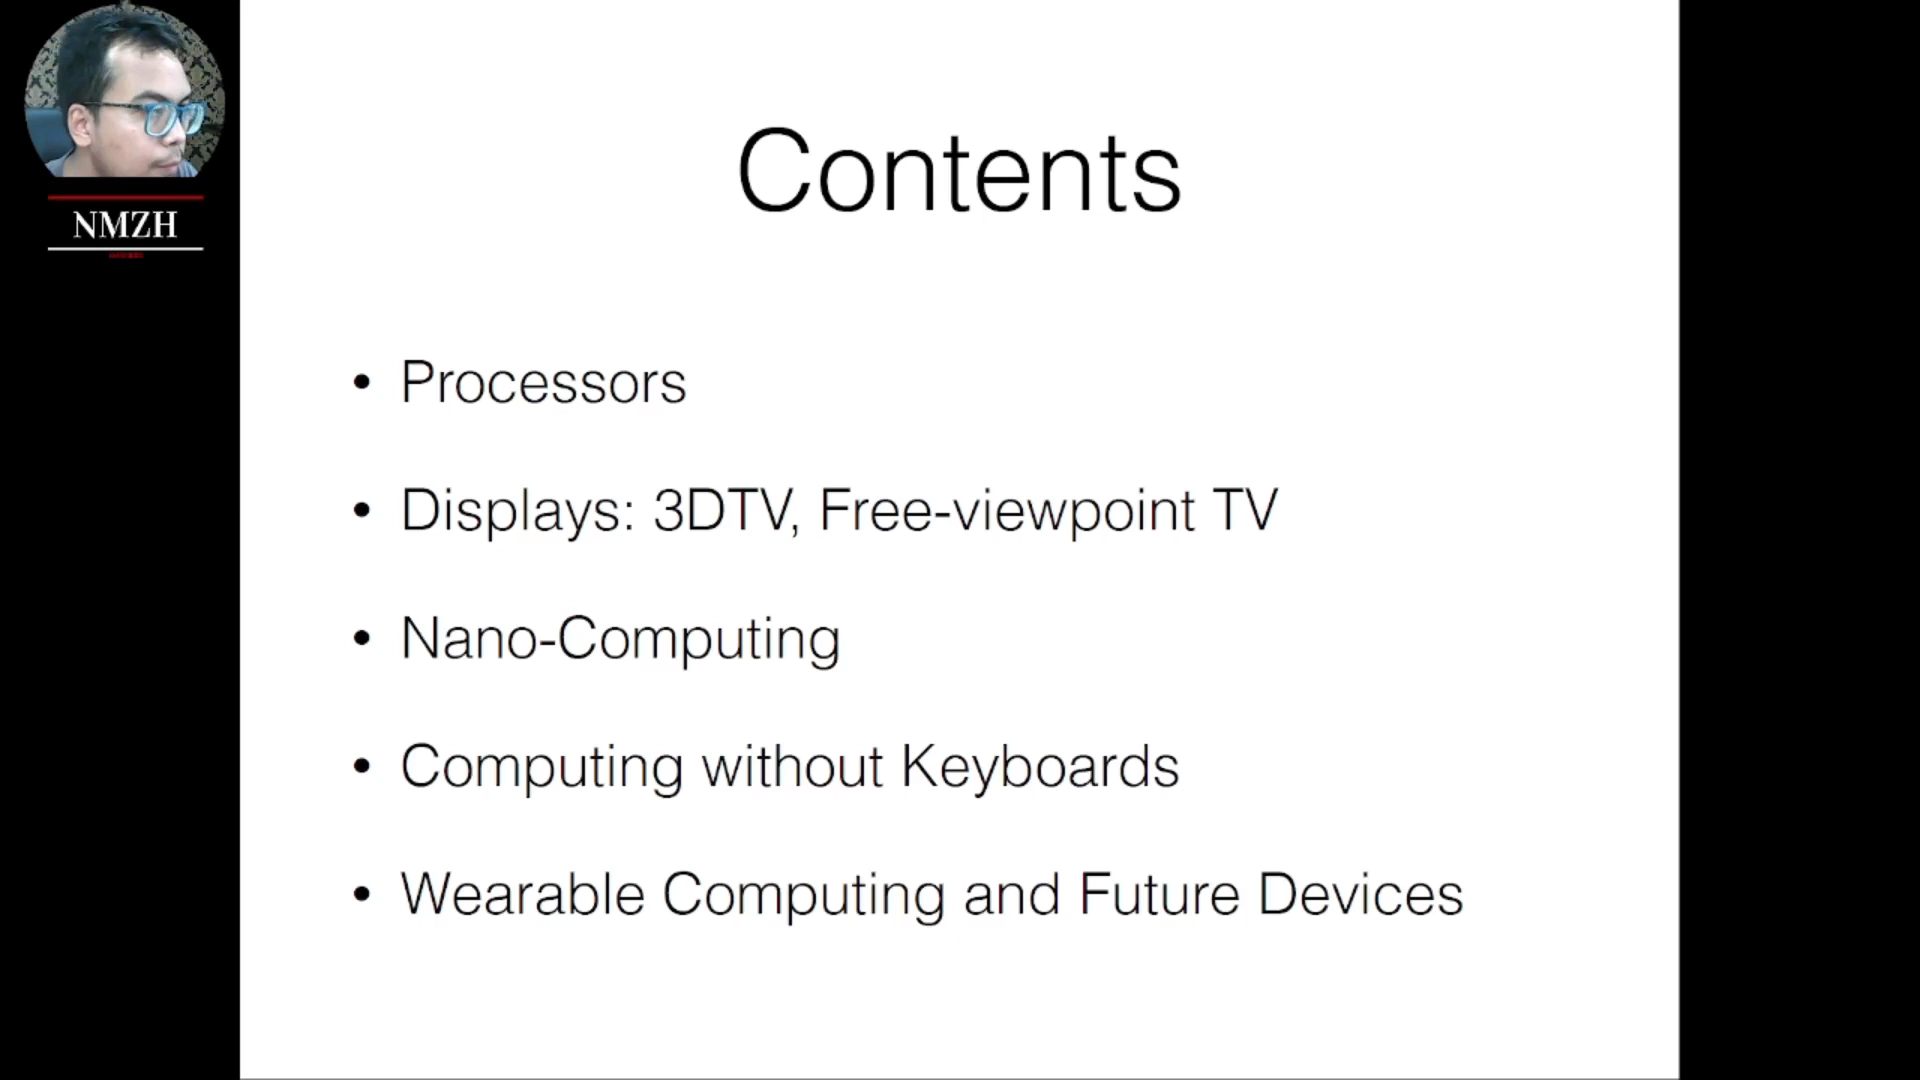 NMZH
Contents
• Processors
• Displays: 3DTV, Free-viewpoint TV
• Nano-Computing
• Computing without Keyboards
• Wearable Computing and Future Devices